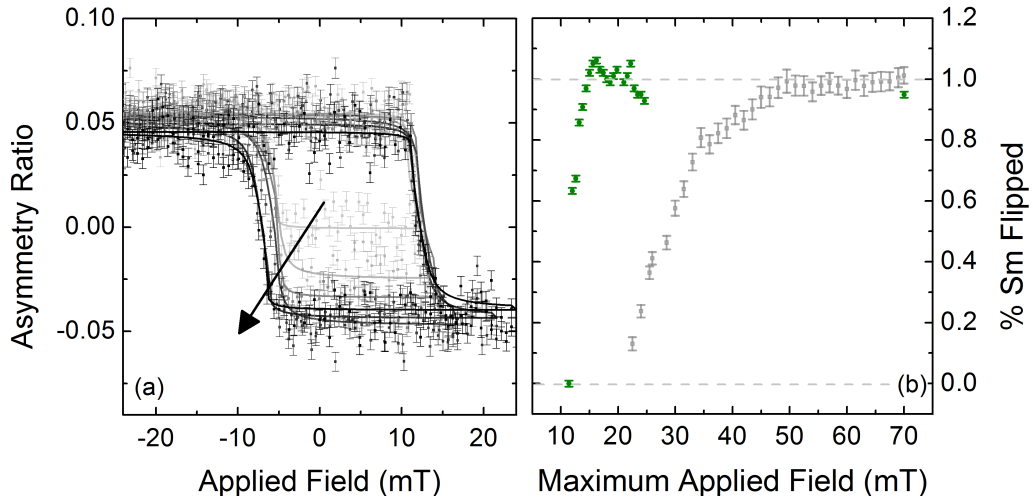 0.10
0.05
0.00
-0.05
Asymmetry Ratio
(a)
-20 -10 0 10 20
Applied Field (mT)
1.2
1.0
0.8
0.6
0.4
0.2
0.0
% Sm Flipped
(b)
10 20 30 40 50 60 70
Maximum Applied Field (mT)